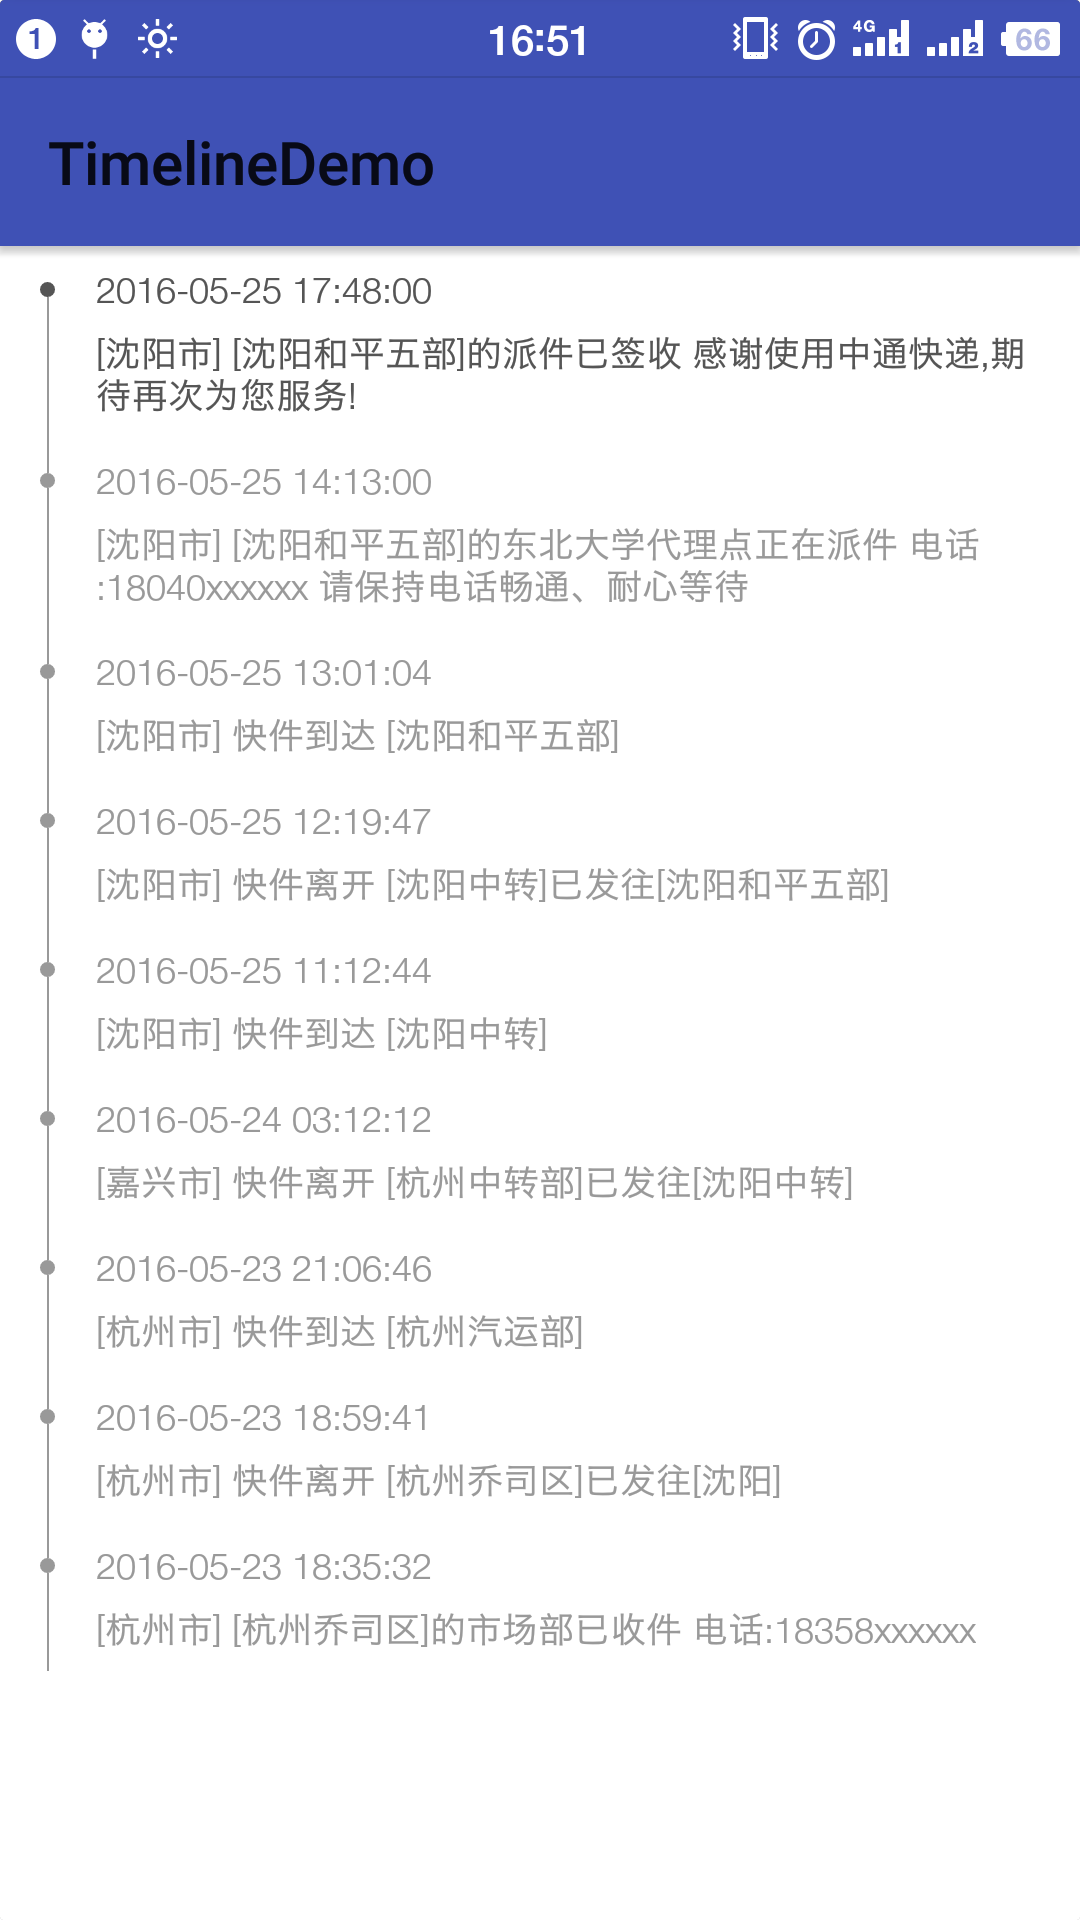 1
16:51
4G
1
2
66
TimelineDemo
2016-05-25 17:48:00
[沈阳市] [沈阳和平五部]的派件已签收 感谢使用中通快递,期
待再次为您服务!
2016-05-25 14:13:00
[沈阳市] [沈阳和平五部]的东北大学代理点正在派件 电话
:18040xxxxxx 请保持电话畅通、耐心等待
2016-05-25 13:01:04
[沈阳市] 快件到达 [沈阳和平五部]
2016-05-25 12:19:47
[沈阳市] 快件离开 [沈阳中转]已发往[沈阳和平五部]
2016-05-25 11:12:44
[沈阳市] 快件到达 [沈阳中转]
2016-05-24 03:12:12
[嘉兴市] 快件离开 [杭州中转部]已发往[沈阳中转]
2016-05-23 21:06:46
[杭州市] 快件到达 [杭州汽运部]
2016-05-23 18:59:41
[杭州市] 快件离开 [杭州乔司区]已发往[沈阳]
2016-05-23 18:35:32
[杭州市] [杭州乔司区]的市场部已收件 电话:18358xxxxxx